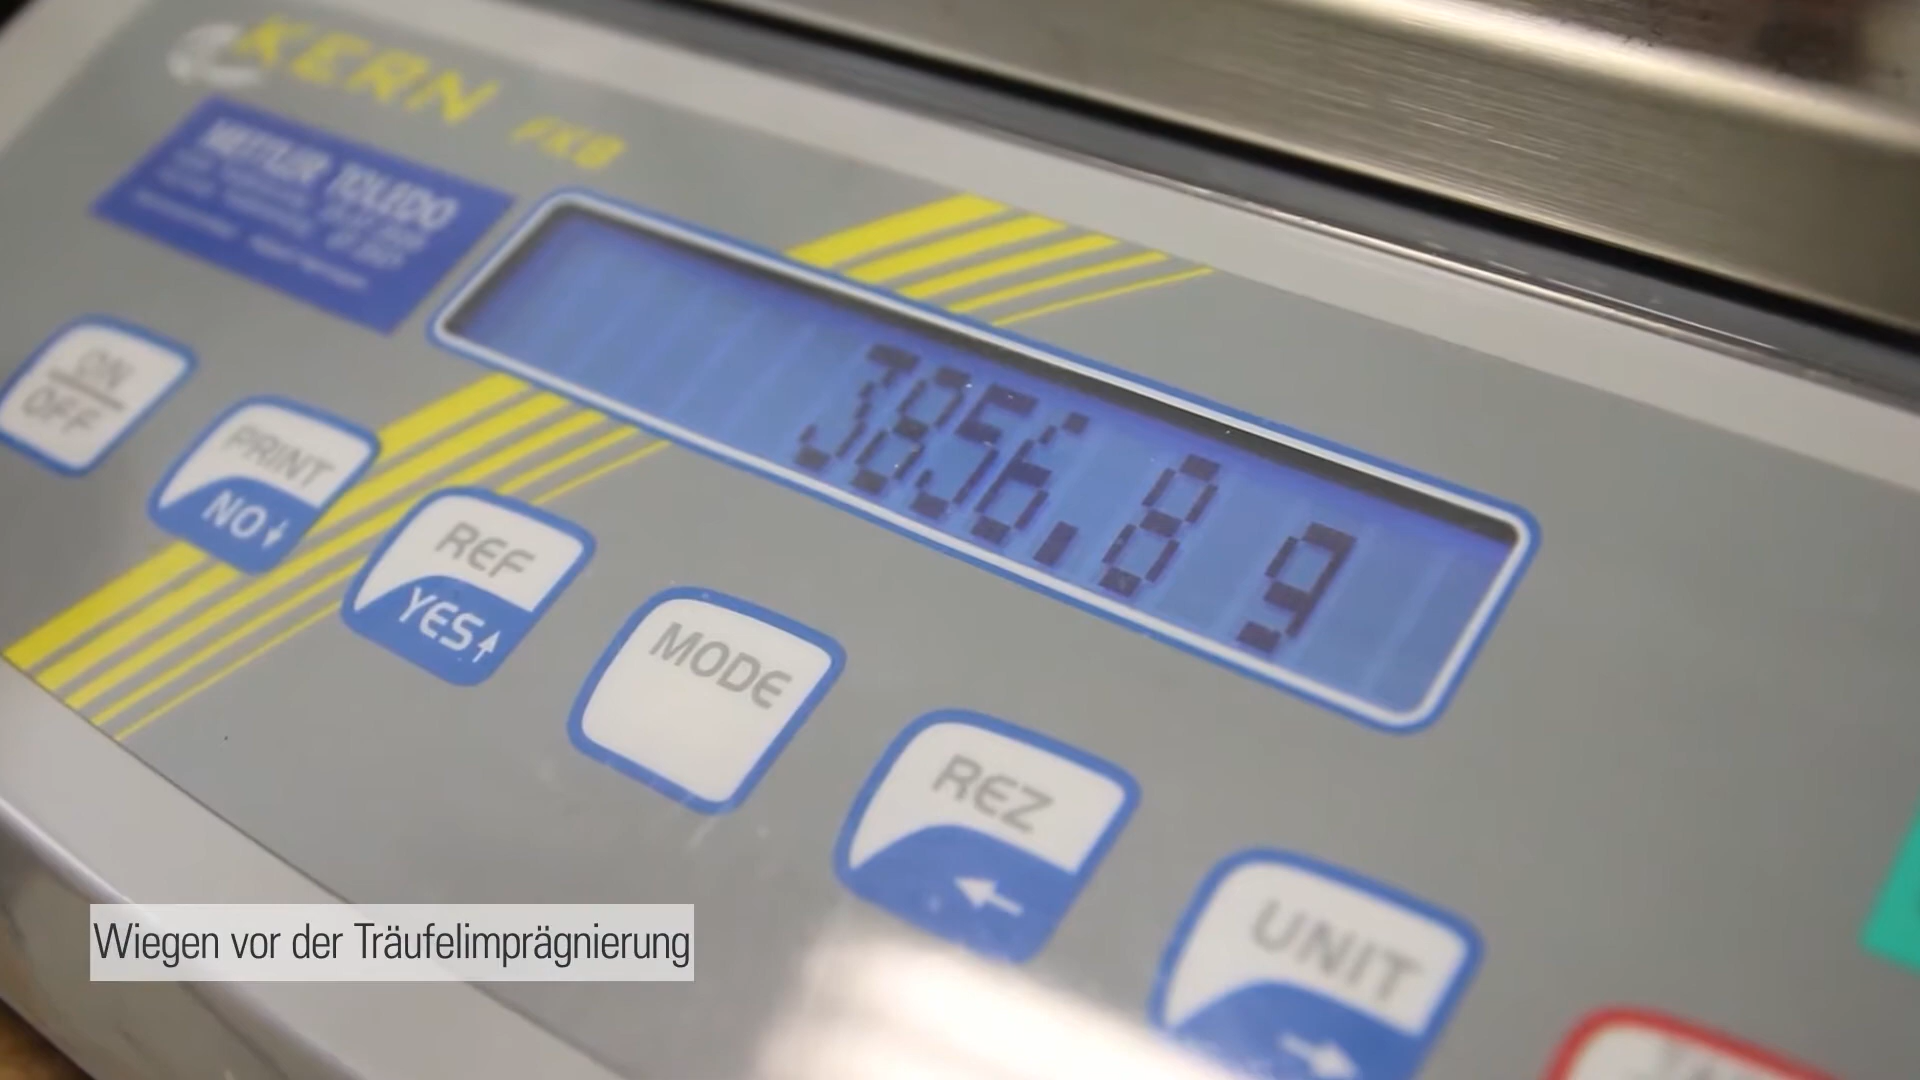 KERN FKB
METTLER TOLEDO
3856.8 g
ON
OFF
PRINT
NO
REF
YES
MODE
REZ
UNIT
Wiegen vor der Träufelimprägnierung